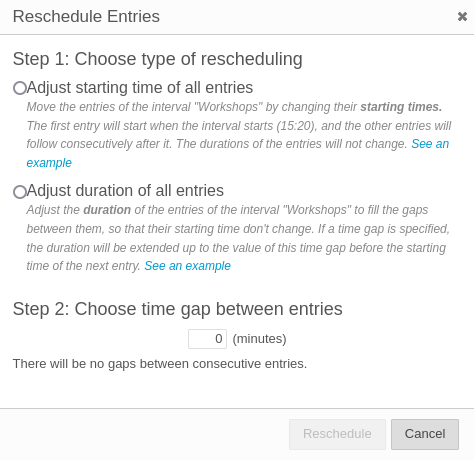 Reschedule Entries ✖
Step 1: Choose type of rescheduling
Adjust starting time of all entries
Move the entries of the interval "Workshops" by changing their starting times.
The first entry will start when the interval starts (15:20), and the other entries will
follow consecutively after it. The durations of the entries will not change. See an
example
Adjust duration of all entries
Adjust the duration of the entries of the interval "Workshops" to fill the gaps
between them, so that their starting time don't change. If a time gap is specified,
the duration will be extended up to the value of this time gap before the starting
time of the next entry. See an example
Step 2: Choose time gap between entries
0 (minutes)
There will be no gaps between consecutive entries.
Reschedule Cancel